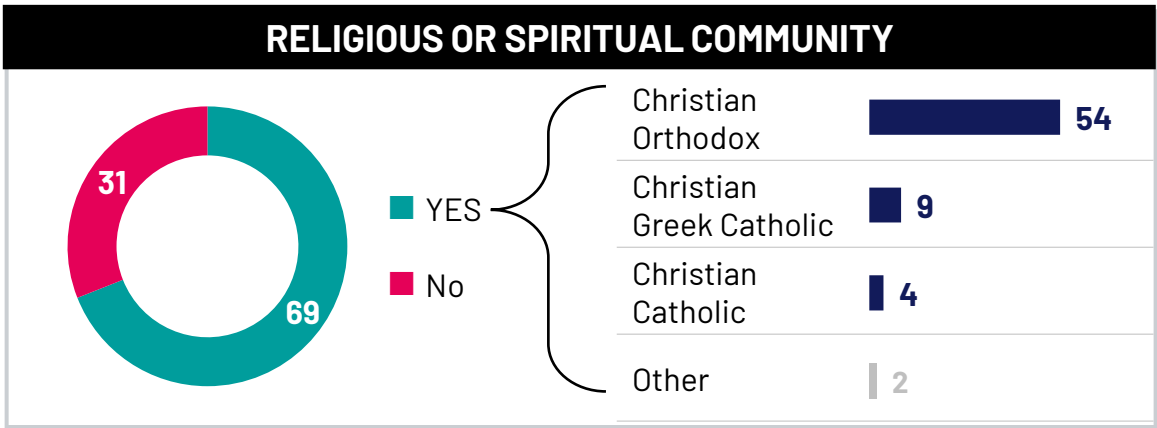 RELIGIOUS OR SPIRITUAL COMMUNITY
31
69
YES
No
Christian
Orthodox
54
Christian
Greek Catholic
9
Christian
Catholic
4
Other
2